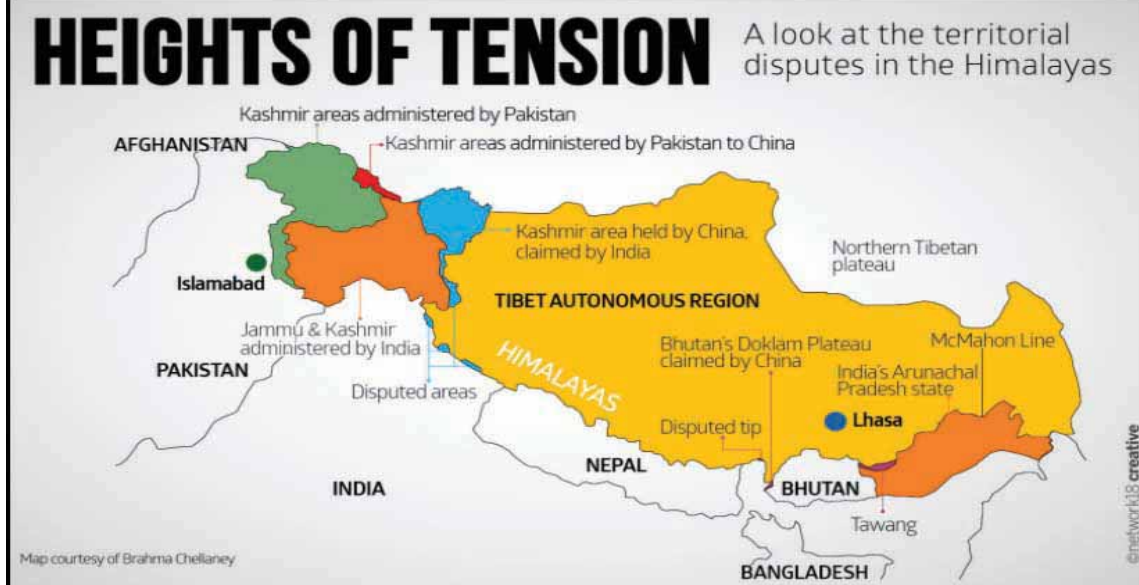 HEIGHTS OF TENSION
A look at the territorial
disputes in the Himalayas
Kashmir areas administered by Pakistan
AFGHANISTAN
Kashmir areas administered by Pakistan to China
Kashmir area held by China,
claimed by India
Northern Tibetan
plateau
Islamabad
TIBET AUTONOMOUS REGION
Jammu & Kashmir
administered by India
HIMALAYAS
Bhutan's Doklam Plateau
claimed by China
McMahon Line
PAKISTAN
India's Arunachal
Pradesh state
Disputed areas
Lhasa
Disputed tip
NEPAL
INDIA
BHUTAN
Tawang
Map courtesy of Brahma Chellaney
BANGLADESH
©network18 creative